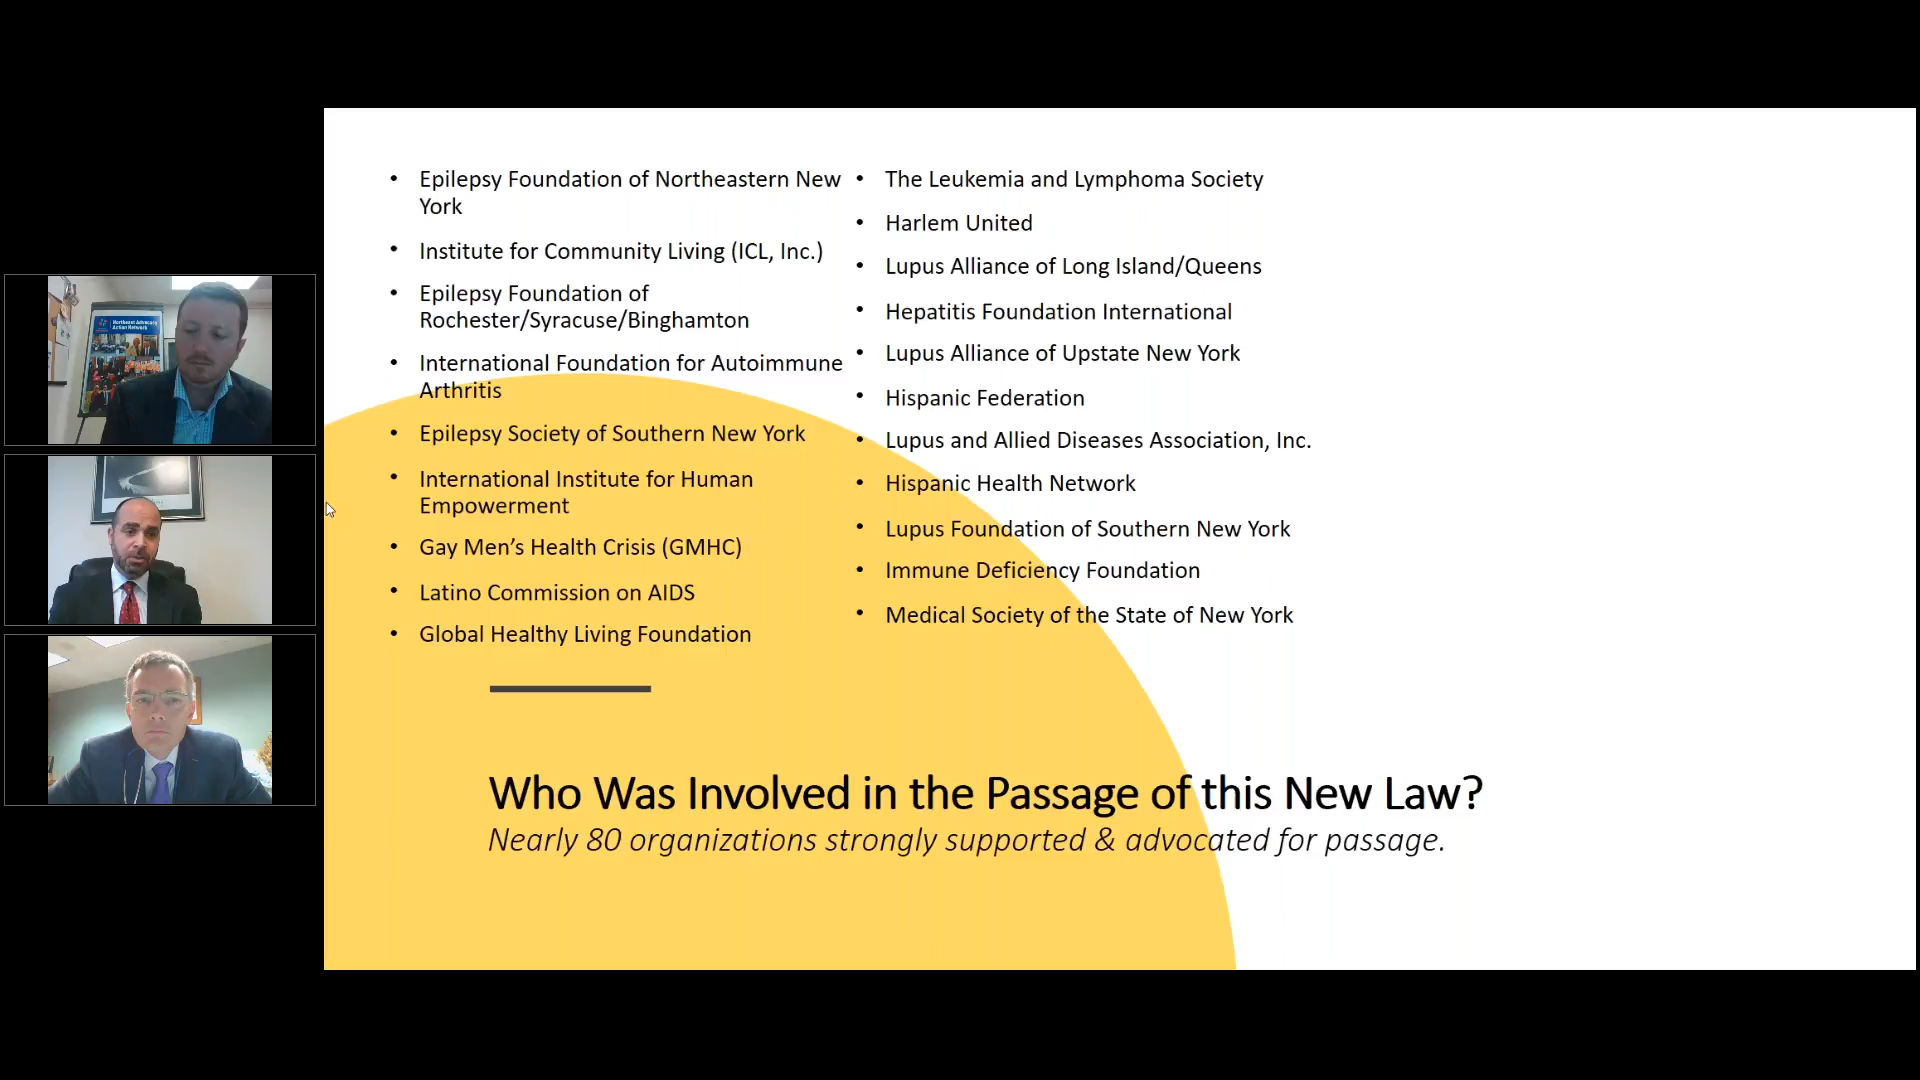 Northeast Advocacy
Action Network
Epilepsy Foundation of Northeastern New
York
Institute for Community Living (ICL, Inc.)
Epilepsy Foundation of
Rochester/Syracuse/Binghamton
International Foundation for Autoimmune
Arthritis
Epilepsy Society of Southern New York
International Institute for Human
Empowerment
Gay Men’s Health Crisis (GMHC)
Latino Commission on AIDS
Global Healthy Living Foundation
The Leukemia and Lymphoma Society
Harlem United
Lupus Alliance of Long Island/Queens
Hepatitis Foundation International
Lupus Alliance of Upstate New York
Hispanic Federation
Lupus and Allied Diseases Association, Inc.
Hispanic Health Network
Lupus Foundation of Southern New York
Immune Deficiency Foundation
Medical Society of the State of New York
Who Was Involved in the Passage of this New Law?
Nearly 80 organizations strongly supported & advocated for passage.